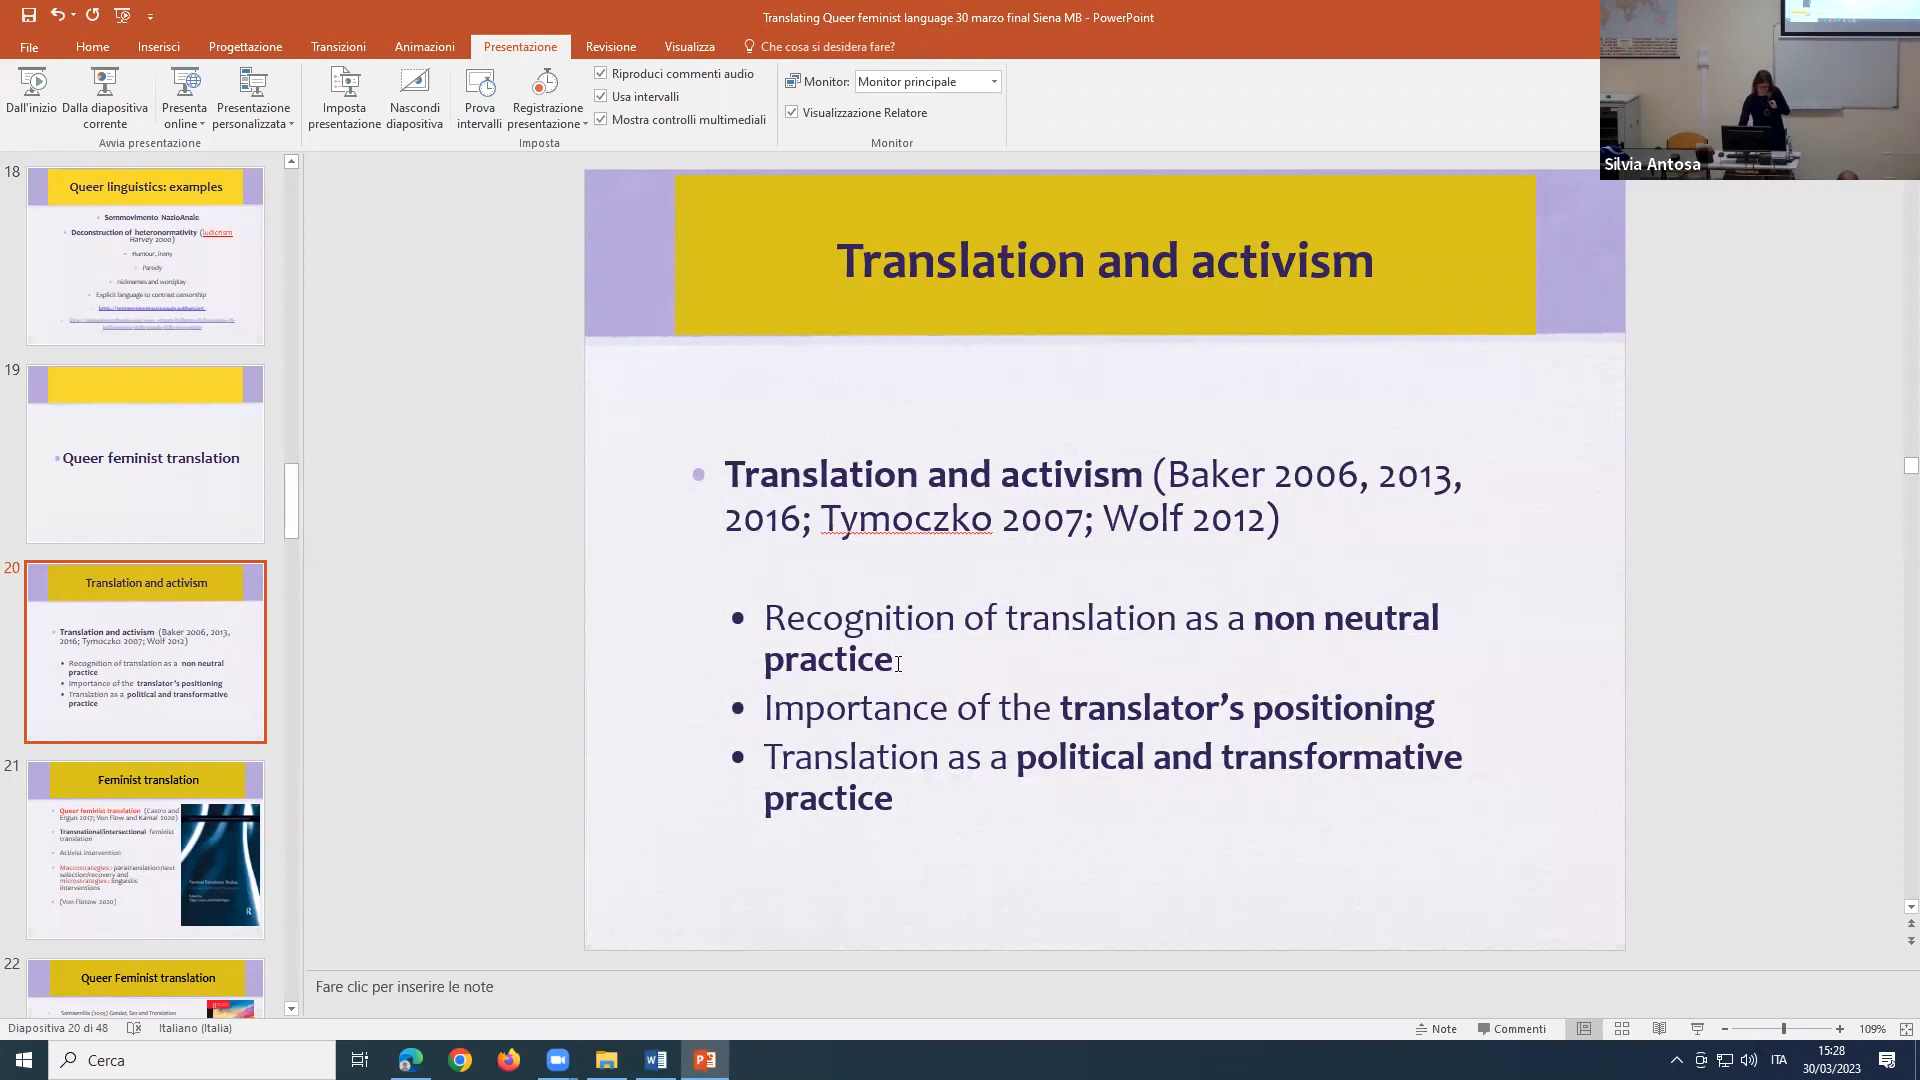 Translating Queer feminist language 30 marzo final Siena MB - PowerPoint
File Home Inserisci Progettazione Transizioni Animazioni Presentazione Revisione Visualizza Che cosa si desidera fare?
Dall'inizio
Dalla diapositiva corrente
Presenta online
Presentazione personalizzata
Avvia presentazione
Imposta presentazione
Nascondi diapositiva
Prova intervalli
Registrazione presentazione
Riproduci commenti audio
Usa intervalli
Mostra controlli multimediali
Imposta
Monitor: Monitor principale
Visualizzazione Relatore
Monitor
Silvia Antosa
18
Queer linguistics: examples
Sommovimento NazioAnale
Deconstruction of heteronormativity (ludicrism
Harvey 2000)
Humour, irony
Parody
nicknames and wordplay
Explicit language to contrast censorship
19
Queer feminist translation
20
Translation and activism
Translation and activism (Baker 2006, 2013,
2016; Tymoczko 2007; Wolf 2012)
Recognition of translation as a non neutral
practice
Importance of the translator's positioning
Translation as a political and transformative
practice
21
Feminist translation
Queer feminist translation (Castro and
Ergun 2017; Von Flow and Kamal 2020)
Transnational/intersectional feminist
translation
Activist intervention
Macrostrategies: paratranslation/text
selection/recovery and
microstrategies: linguistic
interventions
(Von Flotow 2020)
22
Queer Feminist translation
Santaemilia (2005) Gender, Sex and Translation
Translation and activism
Translation and activism (Baker 2006, 2013,
2016; Tymoczko 2007; Wolf 2012)
Recognition of translation as a non neutral
practice
Importance of the translator’s positioning
Translation as a political and transformative
practice
Fare clic per inserire le note
Diapositiva 20 di 48 Italiano (Italia) Note Commenti 109%
Cerca
ITA
15:28
30/03/2023